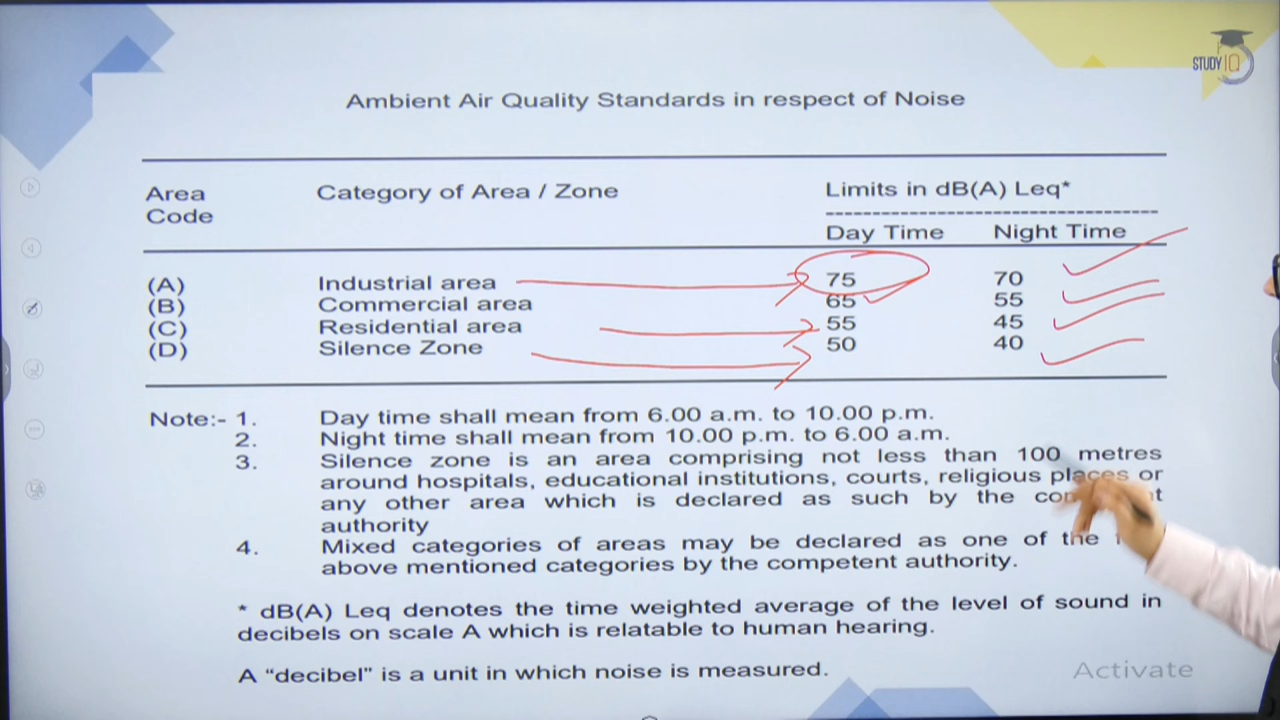 STUDY IQ
Ambient Air Quality Standards in respect of Noise
Area Code Category of Area / Zone Limits in dB(A) Leq*
Day Time Night Time
(A) Industrial area 75 70
(B) Commercial area 65 55
(C) Residential area 55 45
(D) Silence Zone 50 40
Note:- 1. Day time shall mean from 6.00 a.m. to 10.00 p.m.
2. Night time shall mean from 10.00 p.m. to 6.00 a.m.
3. Silence zone is an area comprising not less than 100 metres
around hospitals, educational institutions, courts, religious places or
any other area which is declared as such by the
authority
4. Mixed categories of areas may be declared as one of the
above mentioned categories by the competent authority.
* dB(A) Leq denotes the time weighted average of the level of sound in
decibels on scale A which is relatable to human hearing.
A “decibel” is a unit in which noise is measured.
Activate